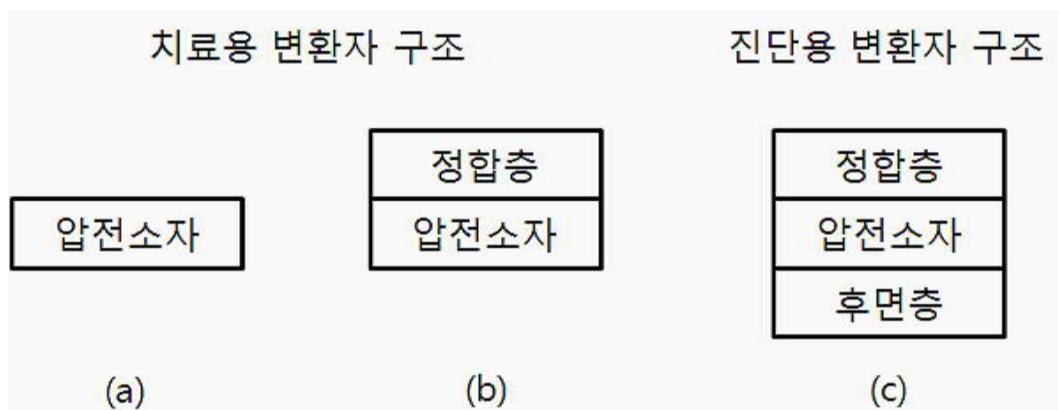 치료용 변환자 구조
진단용 변환자 구조
정합층
정합층
압전소자
압전소자
압전소자
후면층
(a)
(b)
(c)